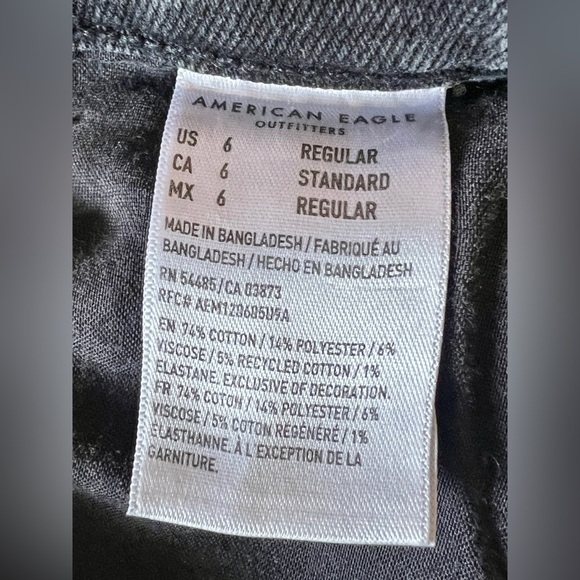 AMERICAN EAGLE
OUTFITTERS
US 6 REGULAR
CA 6 STANDARD
MX 6 REGULAR
MADE IN BANGLADESH / FABRIQUÉ AU
BANGLADESH / HECHO EN BANGLADESH
RN 54485 / CA 03873
RFC# AEM1206050S5A
EN 74% COTTON / 14% POLYESTER / 6%
VISCOSE / 5% RECYCLED COTTON / 1%
ELASTANE. EXCLUSIVE OF DECORATION.
FR 74% COTON / 14% POLYESTER / 6%
VISCOSE / 5% COTON REGÉNÉRÉ / 1%
ÉLASTHANNE. À L'EXCEPTION DE LA
GARNITURE.